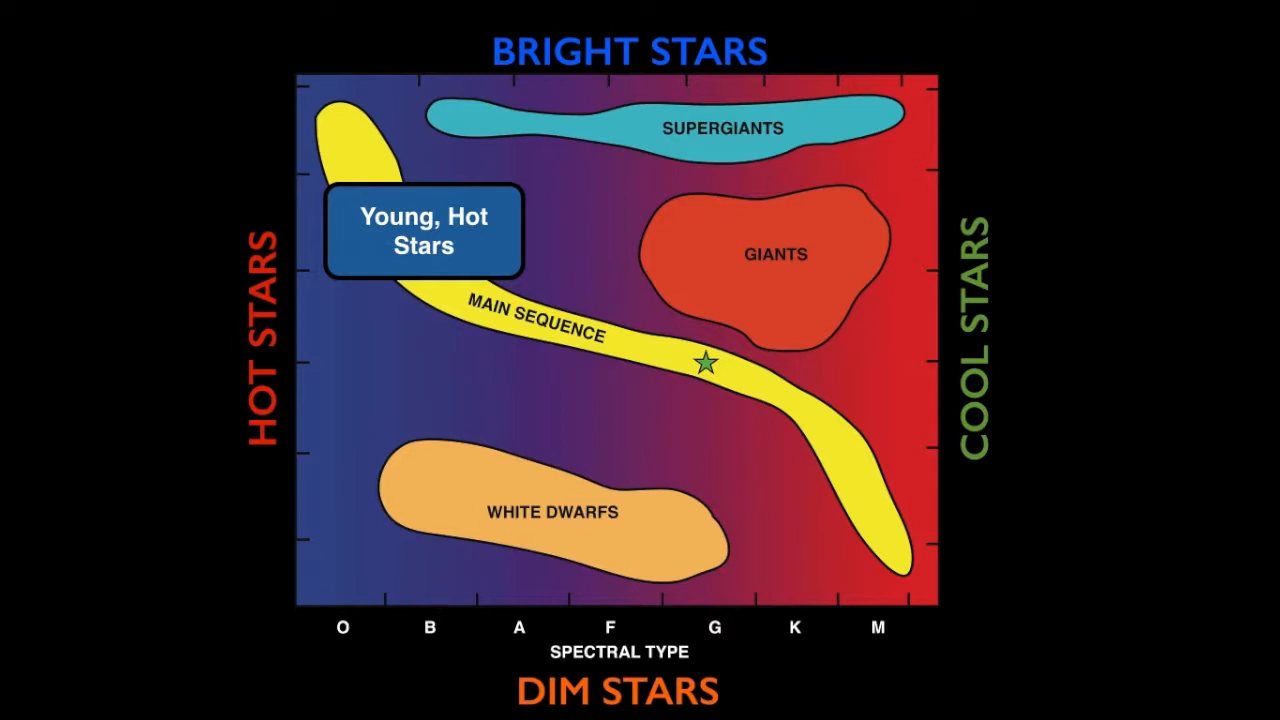 BRIGHT STARS
SUPERGIANTS
Young, Hot
Stars
GIANTS
HOT STARS
COOL STARS
MAIN SEQUENCE
WHITE DWARFS
O B A F G K M
SPECTRAL TYPE
DIM STARS